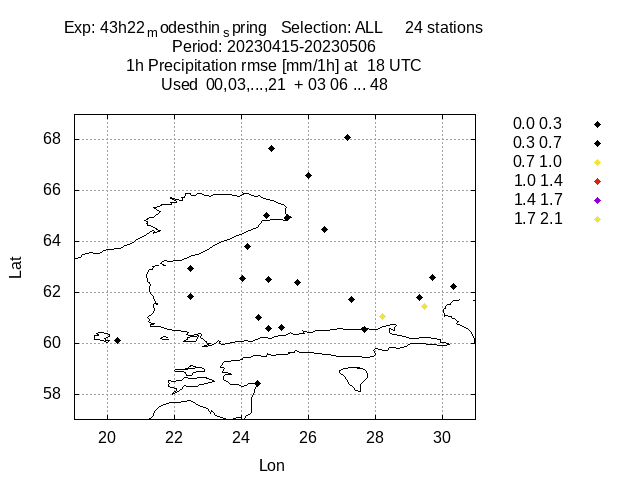 Exp: 43h22modesthinspring Selection: ALL 24 stations
Period: 20230415-20230506
1h Precipitation rmse [mm/1h] at 18 UTC
Used 00,03,...,21 + 03 06 ... 48
0.0 0.3
0.3 0.7
0.7 1.0
1.0 1.4
1.4 1.7
1.7 2.1
Lat
68
66
64
62
60
58
20 22 24 26 28 30
Lon